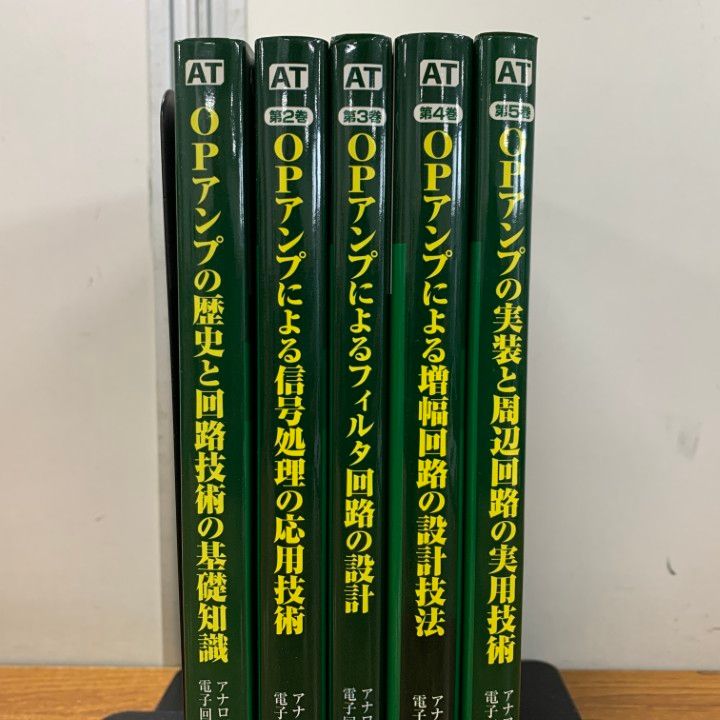 AT
OPアンプの歴史と回路技術の基礎知識
アナロ
電子回
AT
第2巻
OPアンプによる信号処理の応用技術
アナ
電子
AT
第3巻
OPアンプによるフィルタ回路の設計
アナロ
電子回
AT
第4巻
OPアンプによる増幅回路の設計技法
アナ
電子
AT
第5巻
OPアンプの実装と周辺回路の実用技術
アナロ
電子回